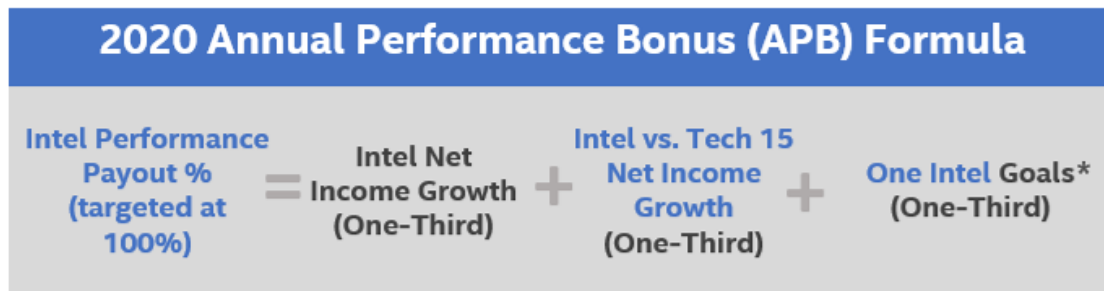 2020 Annual Performance Bonus (APB) Formula
Intel Performance
Payout %
(targeted at
100%)
=
Intel Net
Income Growth
(One-Third)
+
Intel vs. Tech 15
Net Income
Growth
(One-Third)
+
One Intel Goals*
(One-Third)